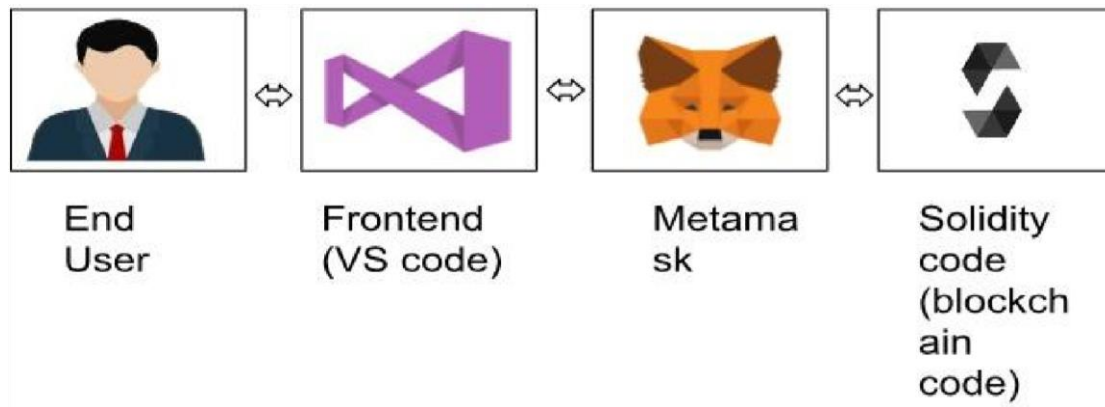 End
User
Frontend
(VS code)
Metama
sk
Solidity
code
(blockch
ain
code)